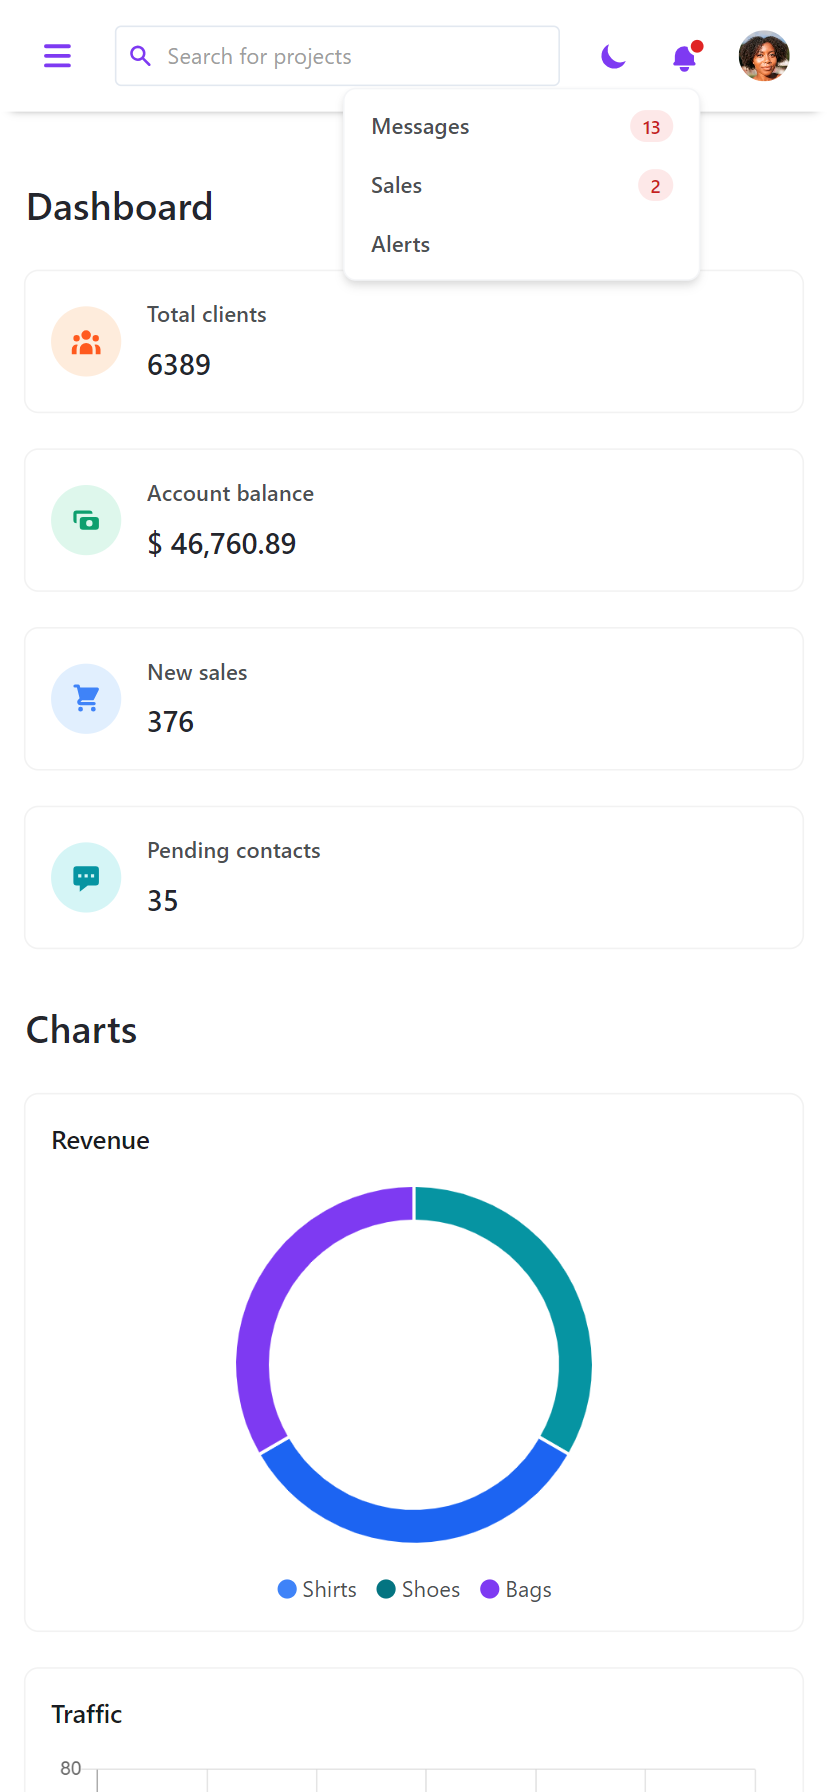 Search for projects
Messages 13
Sales 2
Alerts
Dashboard
Total clients
6389
Account balance
$ 46,760.89
New sales
376
Pending contacts
35
Charts
Revenue
Shirts Shoes Bags
Traffic
80